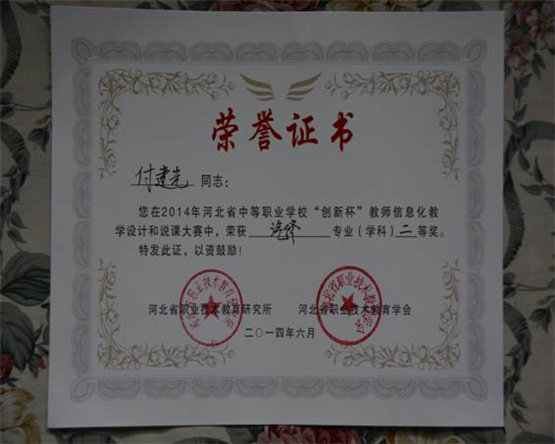 荣誉证书
付建光 同志：
您在2014年河北省中等职业学校“创新杯”教师信息化教
学设计和说课大赛中，荣获 汽修 专业（学科）二等奖。
特发此证，以资鼓励！
河北省职业技术教育研究所 河北省职业技术教育学会
二〇一四年六月